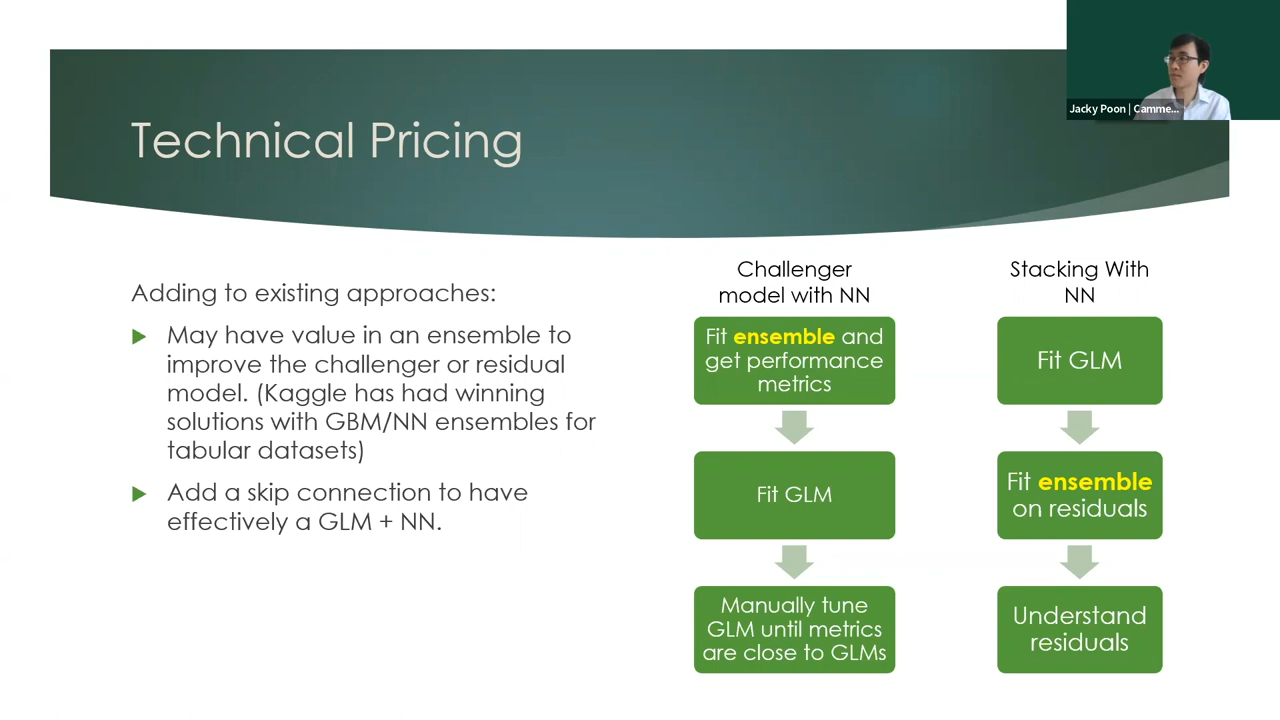 Jacky Poon | Camme...
Technical Pricing
Adding to existing approaches:
May have value in an ensemble to
improve the challenger or residual
model. (Kaggle has had winning
solutions with GBM/NN ensembles for
tabular datasets)
Add a skip connection to have
effectively a GLM + NN.
Challenger
model with NN
Fit ensemble and
get performance
metrics
Fit GLM
Manually tune
GLM until metrics
are close to GLMs
Stacking With
NN
Fit GLM
Fit ensemble
on residuals
Understand
residuals